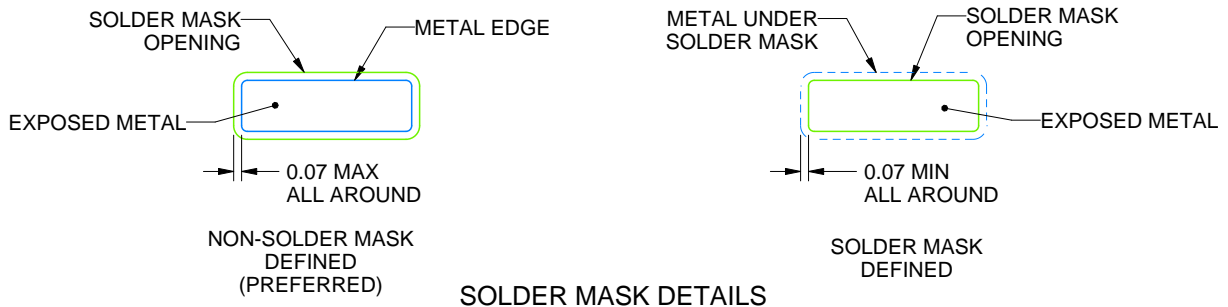 SOLDER MASK
OPENING
METAL EDGE
EXPOSED METAL
0.07 MAX
ALL AROUND
NON-SOLDER MASK
DEFINED
(PREFERRED)
METAL UNDER
SOLDER MASK
SOLDER MASK
OPENING
EXPOSED METAL
0.07 MIN
ALL AROUND
SOLDER MASK
DEFINED
SOLDER MASK DETAILS